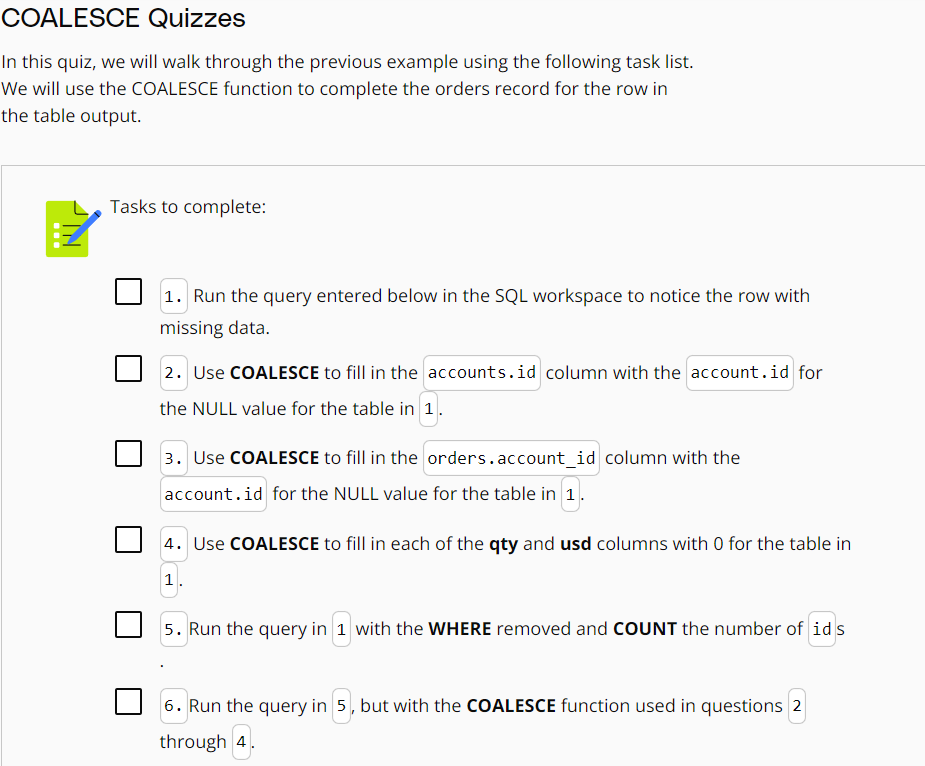 COALESCE Quizzes
In this quiz, we will walk through the previous example using the following task list.
We will use the COALESCE function to complete the orders record for the row in
the table output.
Tasks to complete:
1. Run the query entered below in the SQL workspace to notice the row with
missing data.
2. Use COALESCE to fill in the accounts.id column with the account.id for
the NULL value for the table in 1.
3. Use COALESCE to fill in the orders.account_id column with the
account.id for the NULL value for the table in 1.
4. Use COALESCE to fill in each of the qty and usd columns with 0 for the table in
1.
5. Run the query in 1 with the WHERE removed and COUNT the number of ids
.
6. Run the query in 5, but with the COALESCE function used in questions 2
through 4.